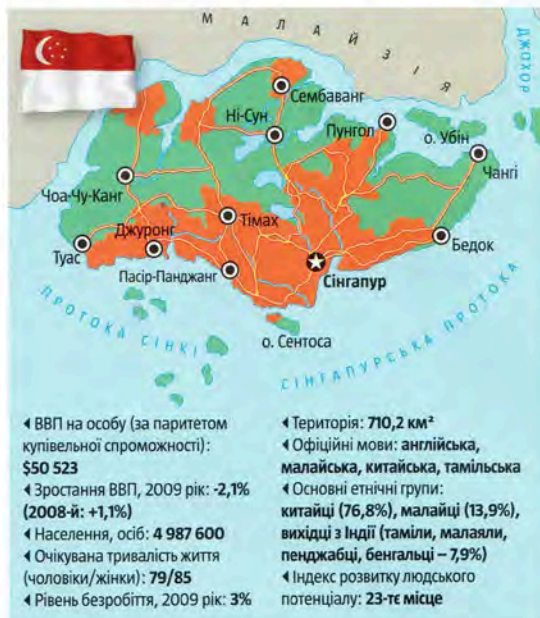 МАЛАЙЗІЯ
ДЖОХОР
Сембаванг
Ні-Сун
Пунгол
о. Убін
Чангі
Чоа-Чу-Канг
Тімах
Джуронг
Туас
Бедок
Пасір-Панджанг
Сінгапур
ПРОТОКА СІНКІ
о. Сентоса
СІНГАПУРСЬКА ПРОТОКА
ВВП на особу (за паритетом
купівельної спроможності):
$50 523
Зростання ВВП, 2009 рік: -2,1%
(2008-й: +1,1%)
Населення, осіб: 4 987 600
Очікувана тривалість життя
(чоловіки/жінки): 79/85
Рівень безробіття, 2009 рік: 3%
Територія: 710,2 км²
Офіційні мови: англійська,
малайська, китайська, тамільська
Основні етнічні групи:
китайці (76,8%), малайці (13,9%),
вихідці з Індії (таміли, малаяли,
пенджабці, бенгальці – 7,9%)
Індекс розвитку людського
потенціалу: 23-тє місце